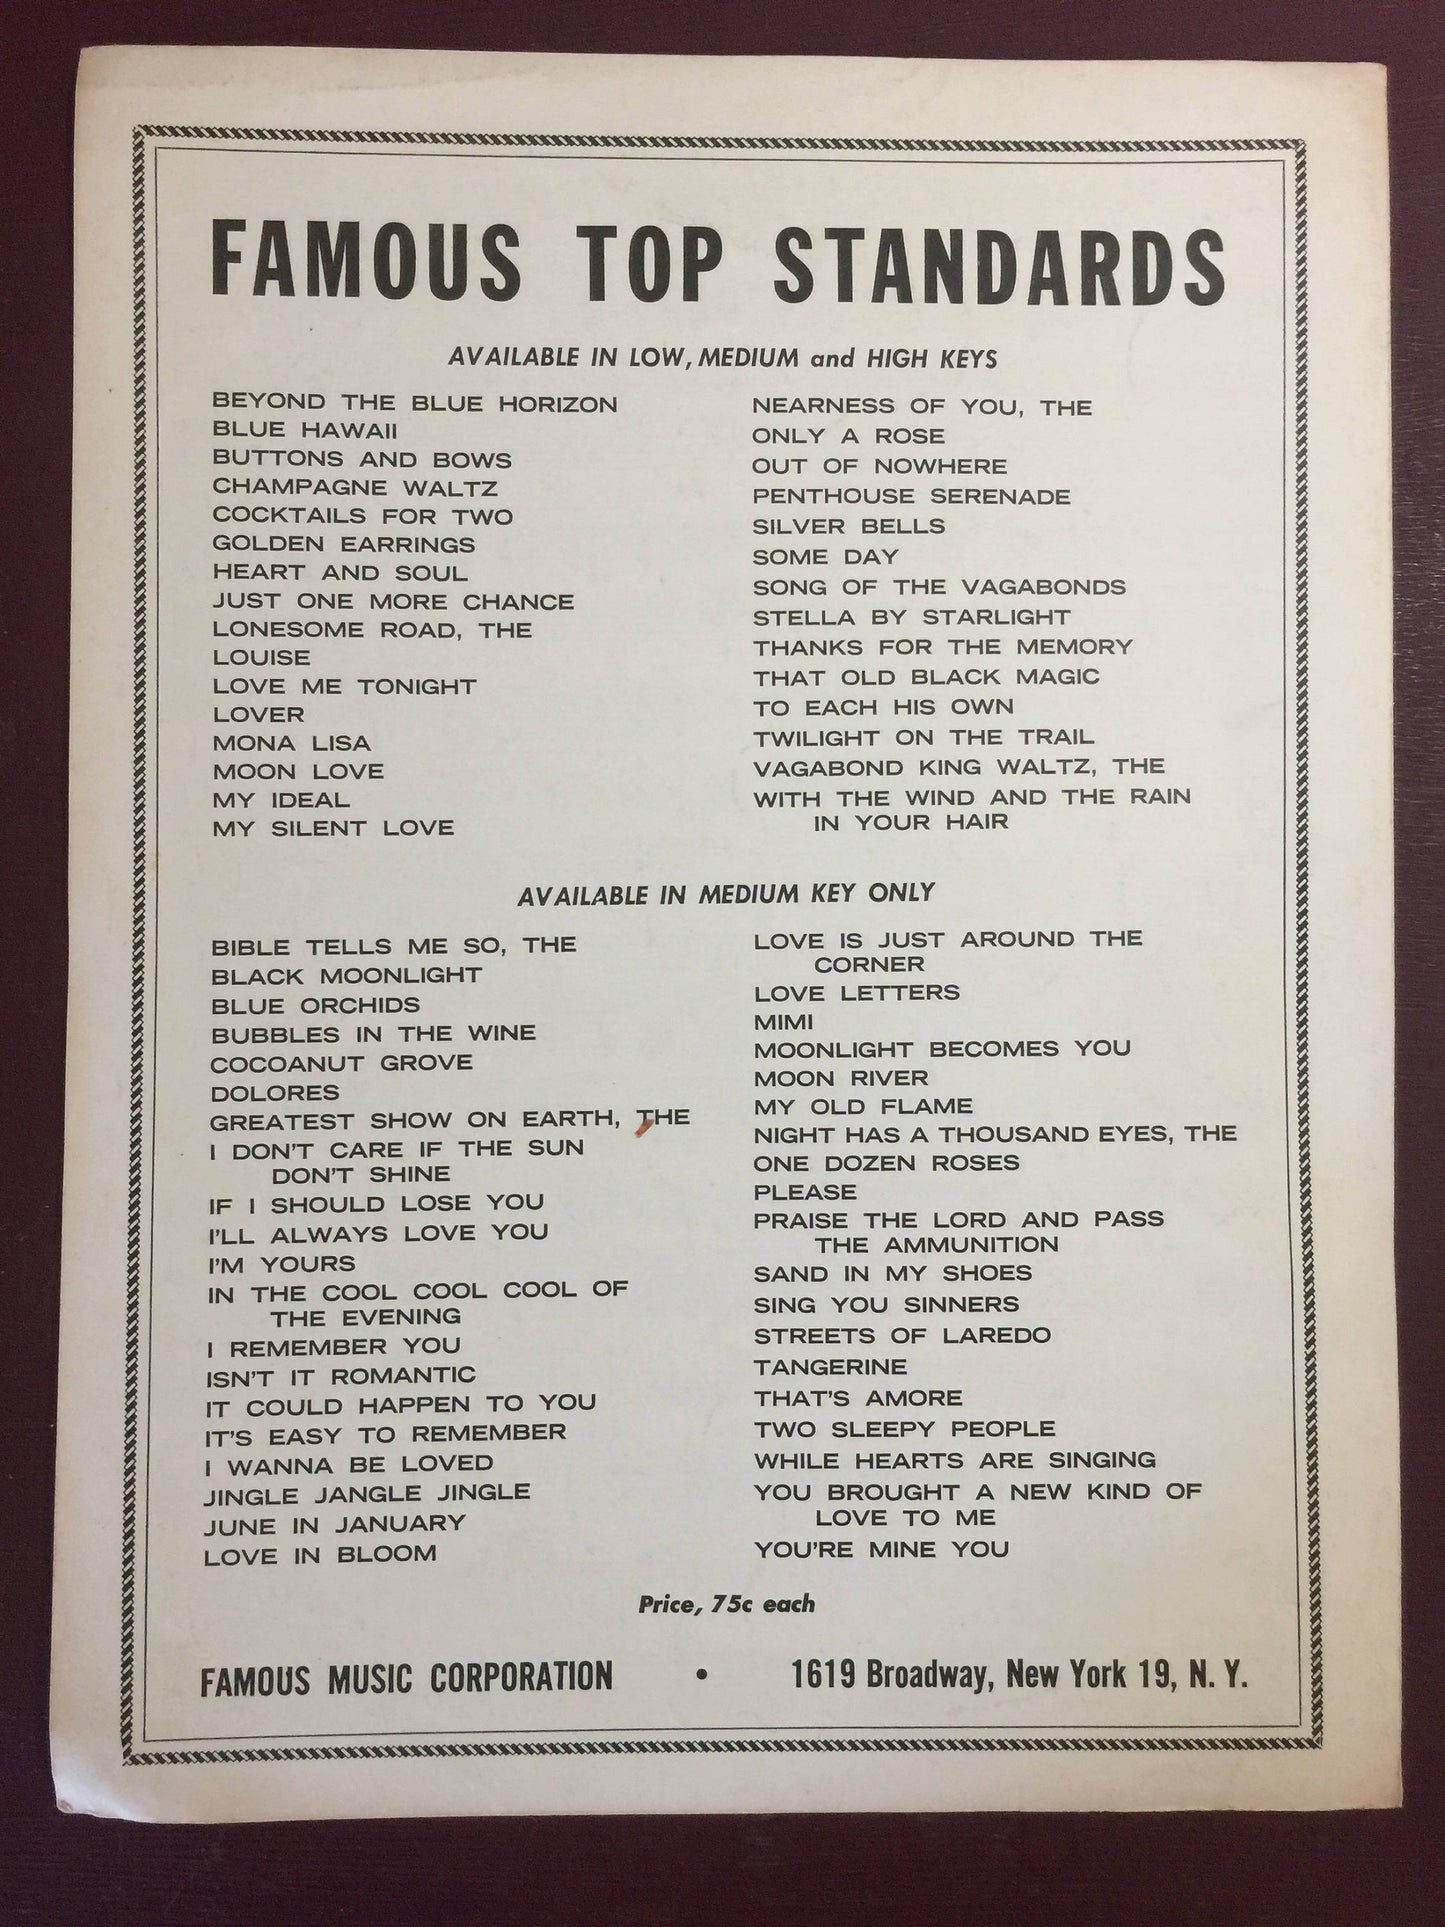 FAMOUS TOP STANDARDS
AVAILABLE IN LOW, MEDIUM and HIGH KEYS
BEYOND THE BLUE HORIZON
BLUE HAWAII
BUTTONS AND BOWS
CHAMPAGNE WALTZ
COCKTAILS FOR TWO
GOLDEN EARRINGS
HEART AND SOUL
JUST ONE MORE CHANCE
LONESOME ROAD, THE
LOUISE
LOVE ME TONIGHT
LOVER
MONA LISA
MOON LOVE
MY IDEAL
MY SILENT LOVE
NEARNESS OF YOU, THE
ONLY A ROSE
OUT OF NOWHERE
PENTHOUSE SERENADE
SILVER BELLS
SOME DAY
SONG OF THE VAGABONDS
STELLA BY STARLIGHT
THANKS FOR THE MEMORY
THAT OLD BLACK MAGIC
TO EACH HIS OWN
TWILIGHT ON THE TRAIL
VAGABOND KING WALTZ, THE
WITH THE WIND AND THE RAIN
IN YOUR HAIR
AVAILABLE IN MEDIUM KEY ONLY
BIBLE TELLS ME SO, THE
BLACK MOONLIGHT
BLUE ORCHIDS
BUBBLES IN THE WINE
COCOANUT GROVE
DOLORES
GREATEST SHOW ON EARTH, THE
I DON'T CARE IF THE SUN
DON'T SHINE
IF I SHOULD LOSE YOU
I'LL ALWAYS LOVE YOU
I'M YOURS
IN THE COOL COOL COOL OF
THE EVENING
I REMEMBER YOU
ISN'T IT ROMANTIC
IT COULD HAPPEN TO YOU
IT'S EASY TO REMEMBER
I WANNA BE LOVED
JINGLE JANGLE JINGLE
JUNE IN JANUARY
LOVE IN BLOOM
LOVE IS JUST AROUND THE
CORNER
LOVE LETTERS
MIMI
MOONLIGHT BECOMES YOU
MOON RIVER
MY OLD FLAME
NIGHT HAS A THOUSAND EYES, THE
ONE DOZEN ROSES
PLEASE
PRAISE THE LORD AND PASS
THE AMMUNITION
SAND IN MY SHOES
SING YOU SINNERS
STREETS OF LAREDO
TANGERINE
THAT'S AMORE
TWO SLEEPY PEOPLE
WHILE HEARTS ARE SINGING
YOU BROUGHT A NEW KIND OF
LOVE TO ME
YOU'RE MINE YOU
Price, 75c each
FAMOUS MUSIC CORPORATION • 1619 Broadway, New York 19, N. Y.